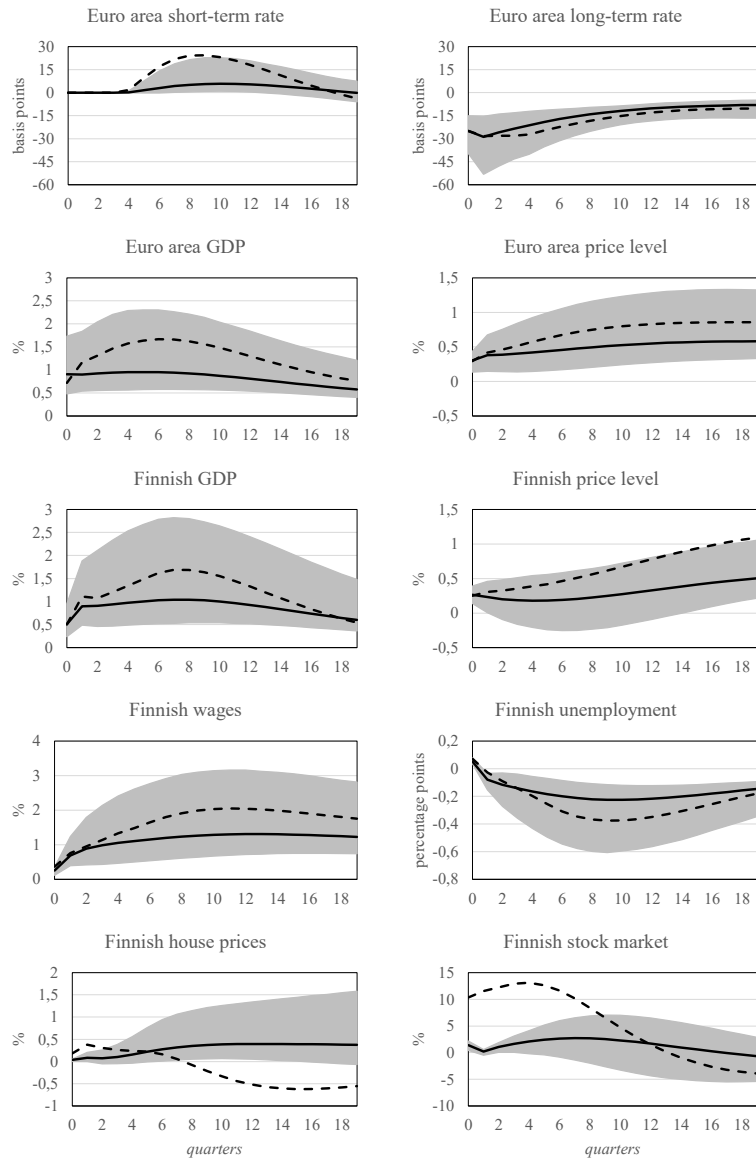 Euro area short-term rate
30
15
0
-15
-30
-45
-60
basis points
0 2 4 6 8 10 12 14 16 18
Euro area long-term rate
30
15
0
-15
-30
-45
-60
basis points
0 2 4 6 8 10 12 14 16 18
Euro area GDP
3
2,5
2
1,5
1
0,5
0
%
0 2 4 6 8 10 12 14 16 18
Euro area price level
1,5
1
0,5
0
-0,5
%
0 2 4 6 8 10 12 14 16 18
Finnish GDP
3
2,5
2
1,5
1
0,5
0
%
0 2 4 6 8 10 12 14 16 18
Finnish price level
1,5
1
0,5
0
-0,5
%
0 2 4 6 8 10 12 14 16 18
Finnish wages
4
3
2
1
0
%
0 2 4 6 8 10 12 14 16 18
Finnish unemployment
0,2
0
-0,2
-0,4
-0,6
-0,8
percentage points
0 2 4 6 8 10 12 14 16 18
Finnish house prices
2
1,5
1
0,5
0
-0,5
-1
%
0 2 4 6 8 10 12 14 16 18
quarters
Finnish stock market
15
10
5
0
-5
-10
%
0 2 4 6 8 10 12 14 16 18
quarters